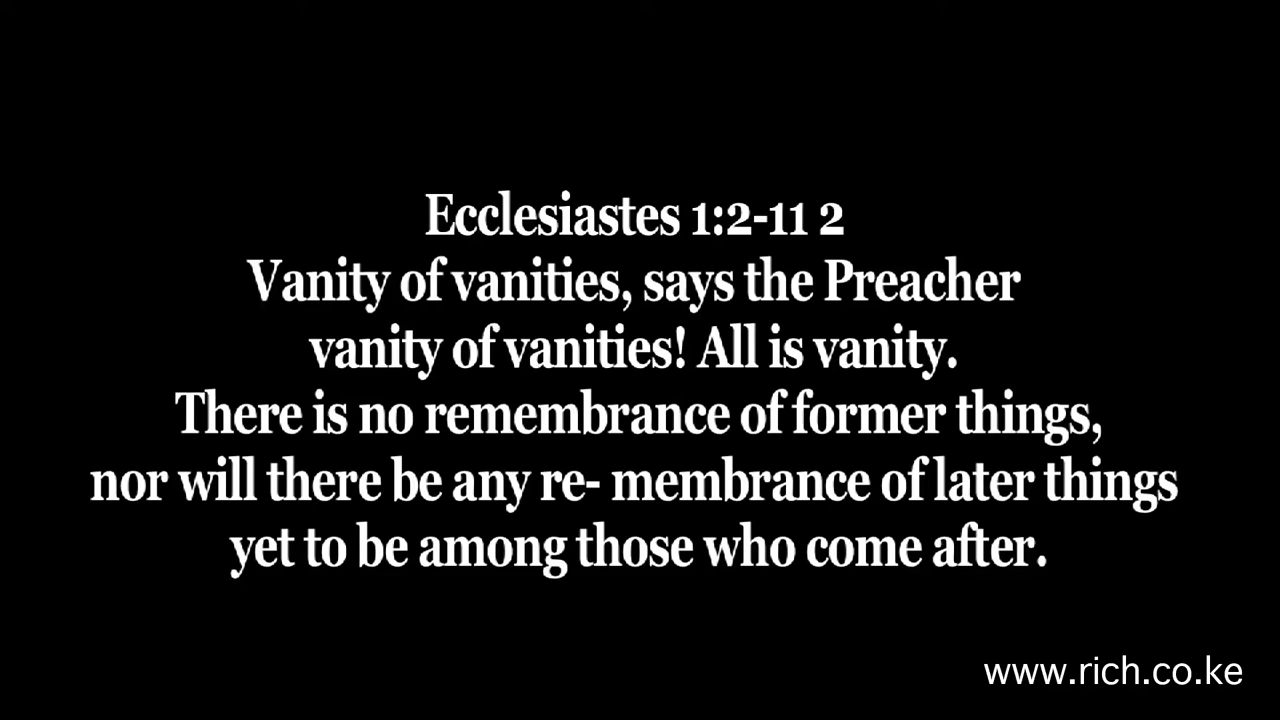 Ecclesiastes 1:2-11 2
Vanity of vanities, says the Preacher
vanity of vanities! All is vanity.
There is no remembrance of former things,
nor will there be any re- membrance of later things
yet to be among those who come after.
www.rich.co.ke